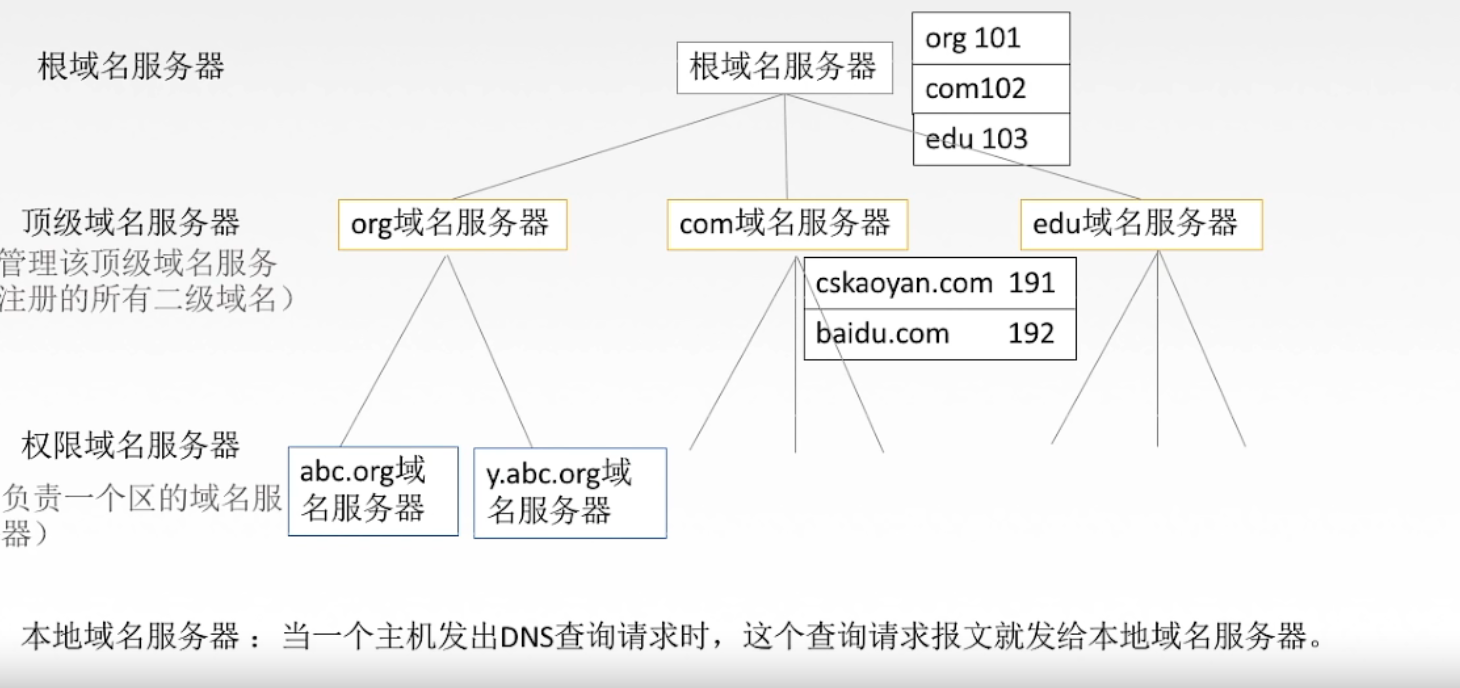 根域名服务器
根域名服务器
org 101
com102
edu 103
顶级域名服务器
管理该顶级域名服务
注册的所有二级域名）
org域名服务器
com域名服务器
edu域名服务器
cskaoyan.com 191
baidu.com 192
权限域名服务器
负责一个区的域名服
器）
abc.org域
名服务器
y.abc.org域
名服务器
本地域名服务器 ：当一个主机发出DNS查询请求时，这个查询请求报文就发给本地域名服务器。